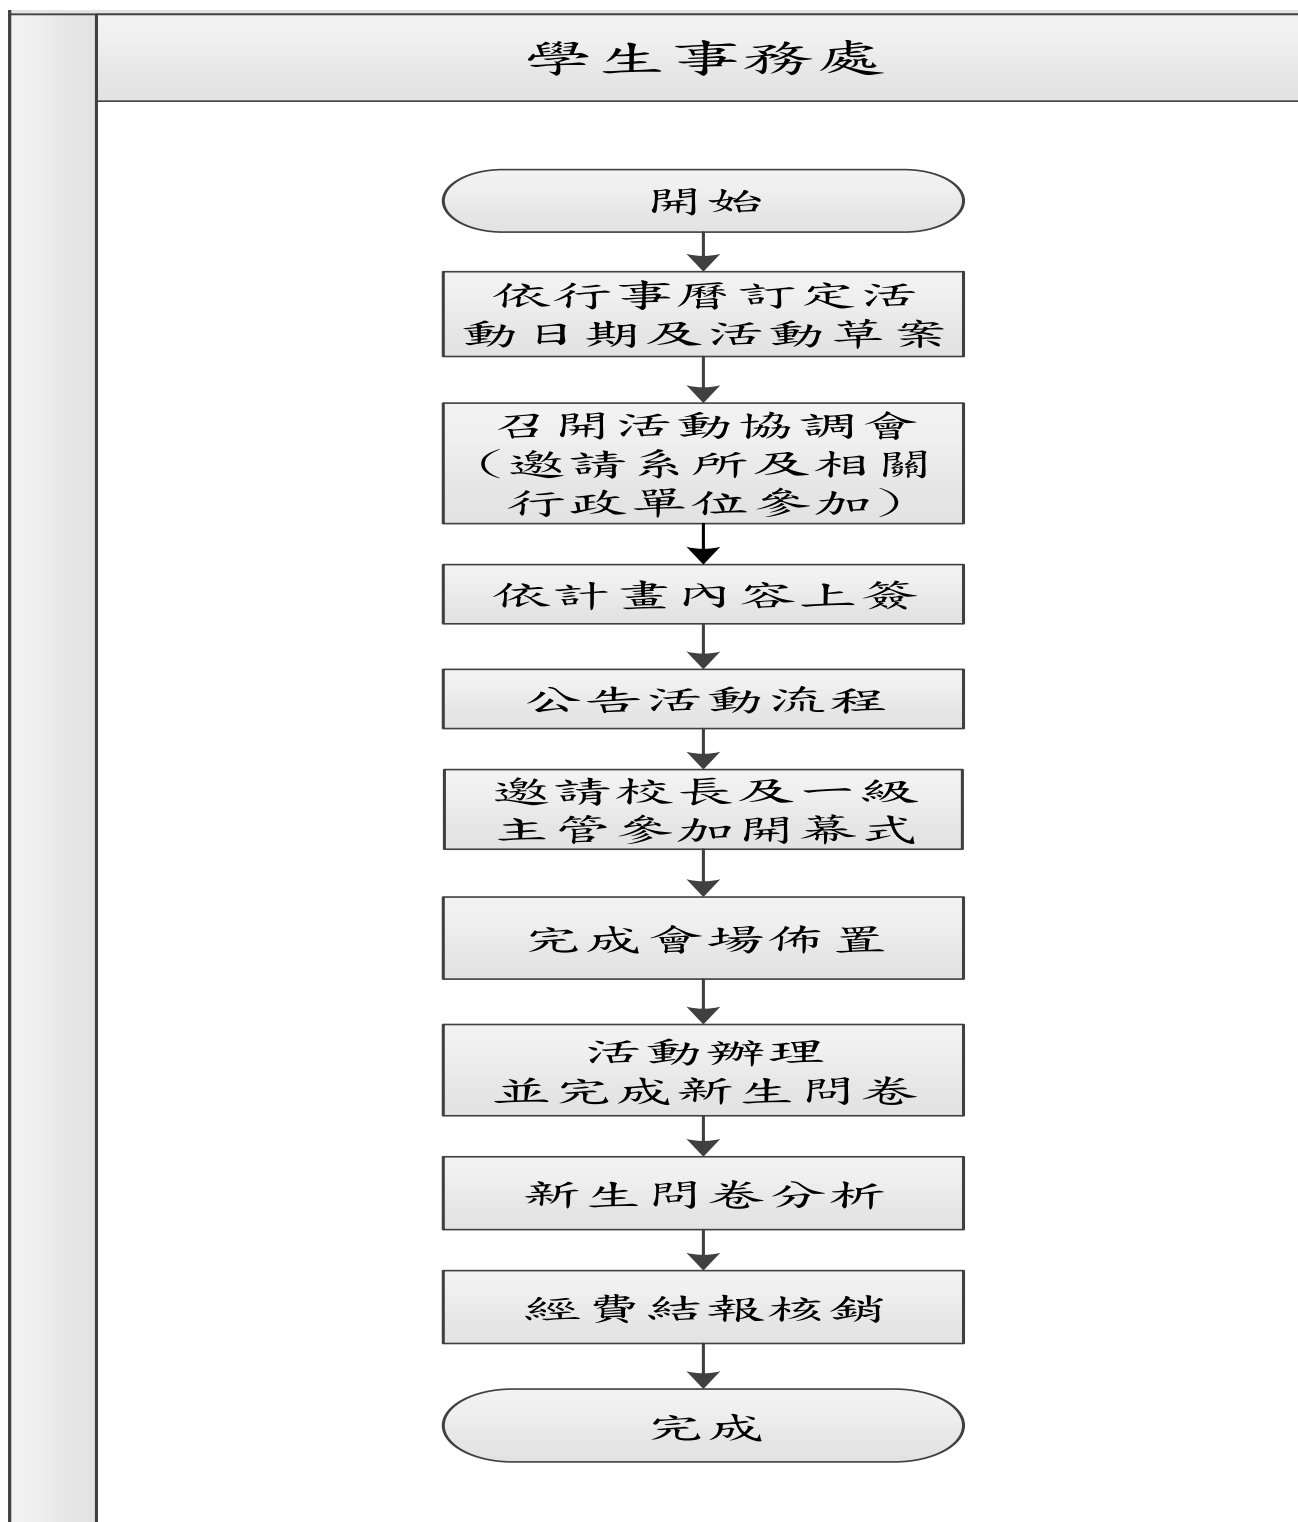 學生事務處
開始
依行事曆訂定活
動日期及活動草案
召開活動協調會
（邀請系所及相關
行政單位參加）
依計畫內容上簽
公告活動流程
邀請校長及一級
主管參加開幕式
完成會場佈置
活動辦理
並完成新生問卷
新生問卷分析
經費結報核銷
完成